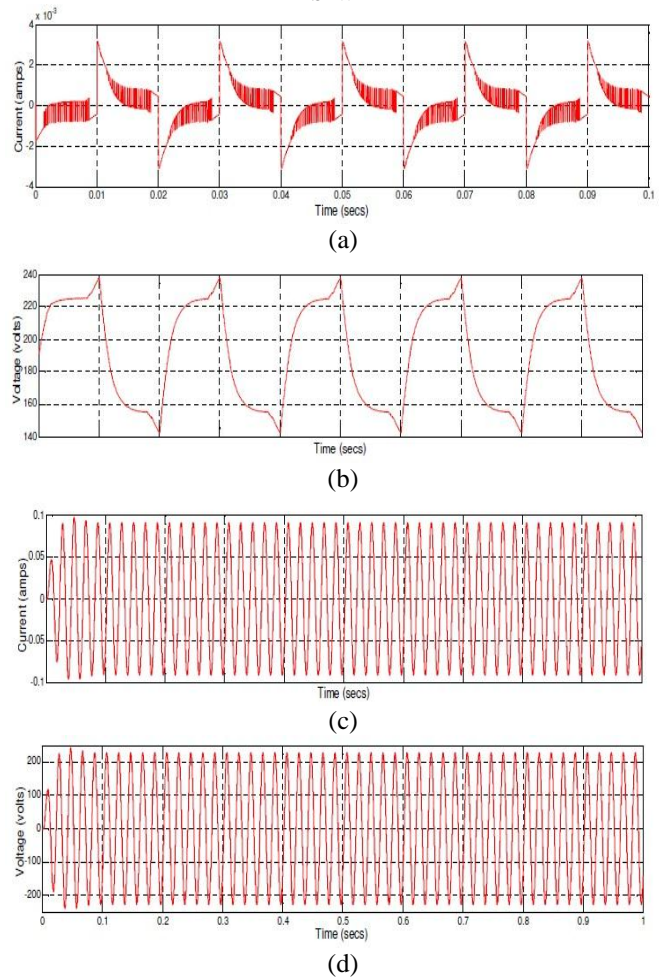 x 10⁻³
4
2
0
-2
-4
Current (amps)
0 0.01 0.02 0.03 0.04 0.05 0.06 0.07 0.08 0.09 0.1
Time (secs)
(a)
240
220
200
180
160
140
Voltage (volts)
Time (secs)
(b)
0.1
0.05
0
-0.05
-0.1
Current (amps)
Time (secs)
(c)
200
100
0
-100
-200
Voltage (volts)
0 0.1 0.2 0.3 0.4 0.5 0.6 0.7 0.8 0.9 1
Time (secs)
(d)